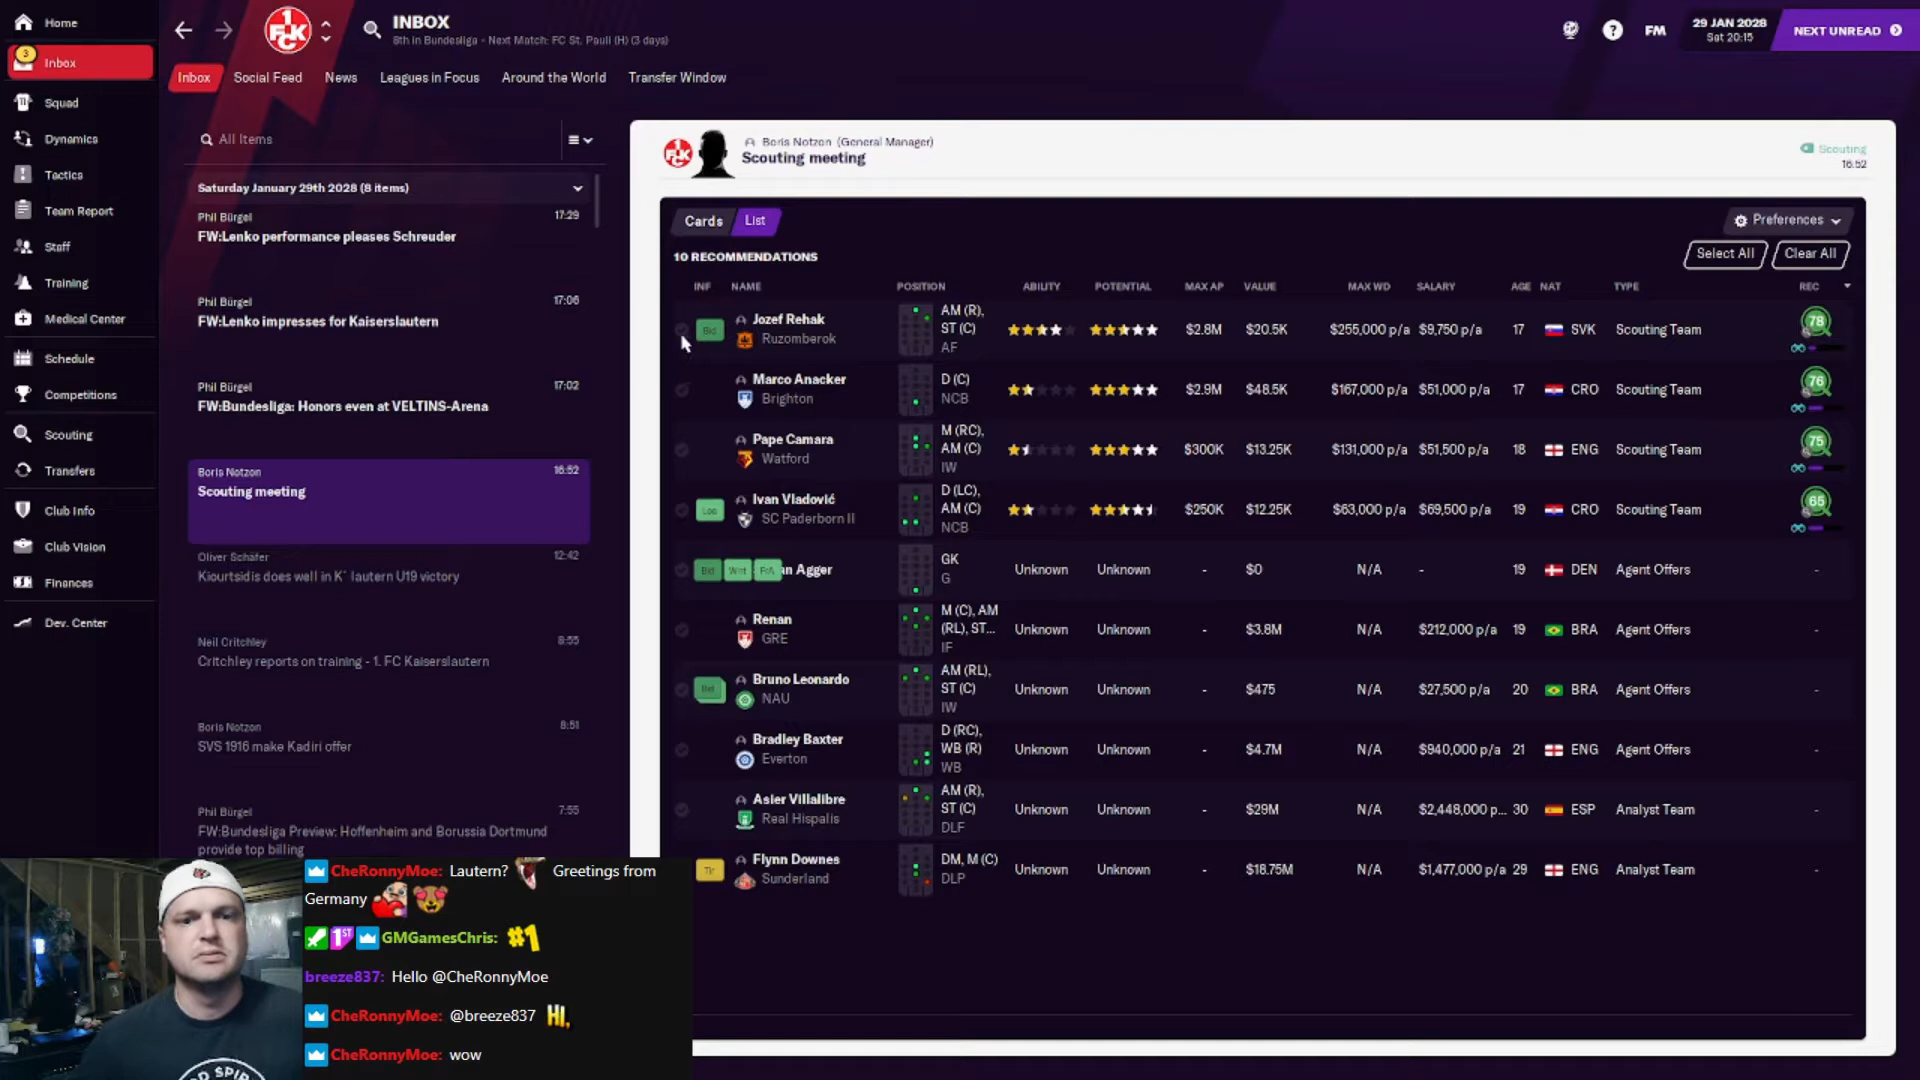 Home
3
Inbox
Squad
Dynamics
Tactics
Team Report
Staff
Training
Medical Center
Schedule
Competitions
Scouting
Transfers
Club Info
Club Vision
Finances
Dev. Center
1
FCK
INBOX
8th in Bundesliga - Next Match: FC St. Pauli (H) (3 days)
FM
29 JAN 2028
Sat 20:15
NEXT UNREAD
Inbox
Social Feed
News
Leagues in Focus
Around the World
Transfer Window
All Items
Saturday January 29th 2028 (8 items)
Phil Bürgel 17:29
FW:Lenko performance pleases Schreuder
Phil Bürgel 17:06
FW:Lenko impresses for Kaiserslautern
Phil Bürgel 17:02
FW:Bundesliga: Honors even at VELTINS-Arena
Boris Notzon 16:52
Scouting meeting
Oliver Schäfer 12:42
Kiourtsidis does well in K' lautern U19 victory
Neil Critchley 8:55
Critchley reports on training - 1. FC Kaiserslautern
Boris Notzon 8:51
SVS 1916 make Kadiri offer
Phil Bürgel 7:55
FW:Bundesliga Preview: Hoffenheim and Borussia Dortmund
provide top billing
Boris Notzon (General Manager)
Scouting meeting
Scouting
16:52
Cards List
Preferences
10 RECOMMENDATIONS
Select All Clear All
INF NAME POSITION ABILITY POTENTIAL MAX AP VALUE MAX WD SALARY AGE NAT TYPE REC
Bid Jozef Rehak Ruzomberok AM (R), ST (C) AF $2.8M $20.5K $255,000 p/a $9,750 p/a 17 SVK Scouting Team 78
Marco Anacker Brighton D (C) NCB $2.9M $48.5K $167,000 p/a $51,000 p/a 17 CRO Scouting Team 76
Pape Camara Watford M (RC), AM (C) IW $300K $13.25K $131,000 p/a $51,500 p/a 18 ENG Scouting Team 75
Loa Ivan Vladović SC Paderborn II D (LC), AM (C) NCB $250K $12.25K $63,000 p/a $69,500 p/a 19 CRO Scouting Team 65
Bid Wnt FrA n Agger GK G Unknown Unknown - $0 N/A - 19 DEN Agent Offers -
Renan GRE M (C), AM (RL), ST... IF Unknown Unknown - $3.8M N/A $212,000 p/a 19 BRA Agent Offers -
Bruno Leonardo NAU AM (RL), ST (C) IW Unknown Unknown - $475 N/A $27,500 p/a 20 BRA Agent Offers -
Bradley Baxter Everton D (RC), WB (R) WB Unknown Unknown - $4.7M N/A $940,000 p/a 21 ENG Agent Offers -
Asier Villalibre Real Hispalis AM (R), ST (C) DLF Unknown Unknown - $29M N/A $2,448,000 p... 30 ESP Analyst Team -
Flynn Downes Sunderland DM, M (C) DLP Unknown Unknown - $18.75M N/A $1,477,000 p/a 29 ENG Analyst Team -
CheRonnyMoe: Lautern? Greetings from
Germany
1ST GMGamesChris: #1
breeze837: Hello @CheRonnyMoe
CheRonnyMoe: @breeze837 HI,
CheRonnyMoe: wow